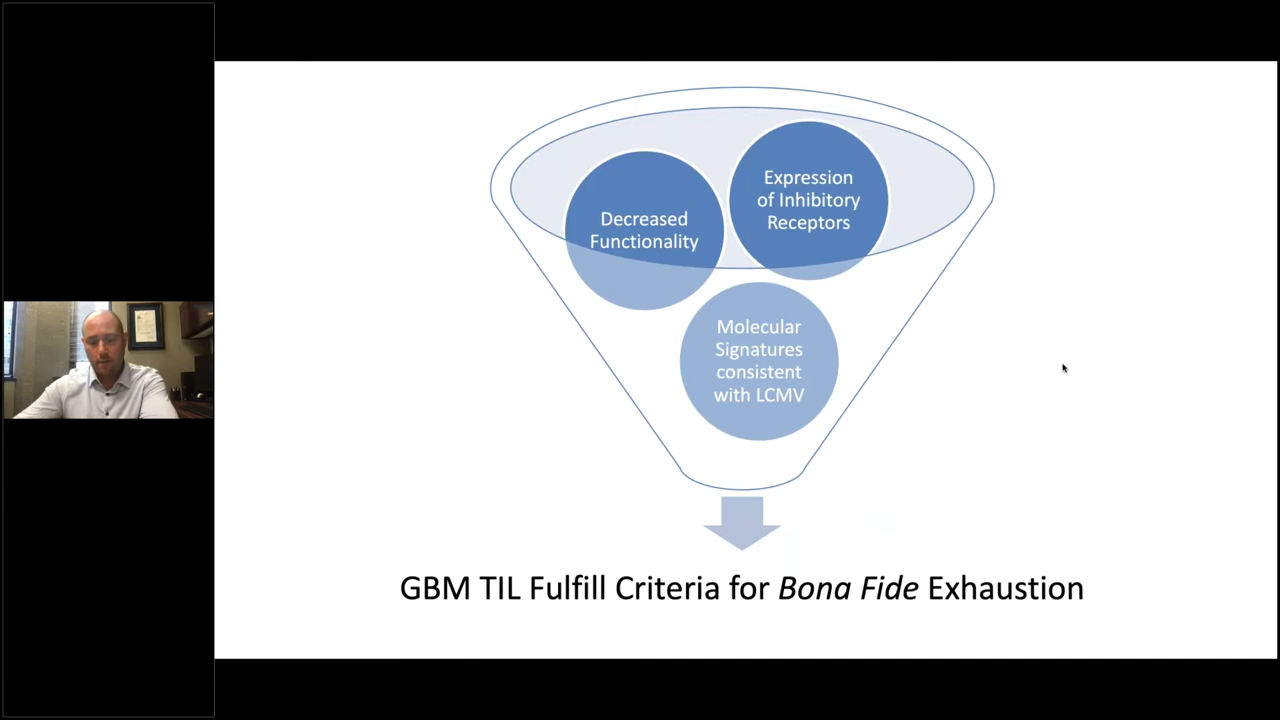 Decreased
Functionality
Expression
of Inhibitory
Receptors
Molecular
Signatures
consistent
with LCMV
GBM TIL Fulfill Criteria for Bona Fide Exhaustion